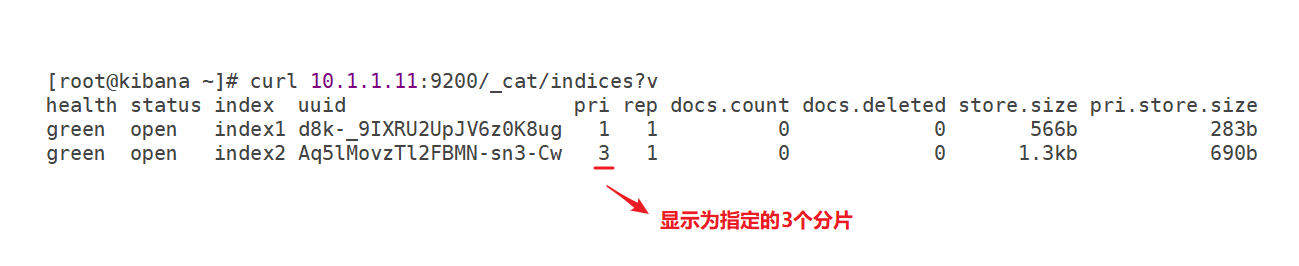 [root@kibana ~]# curl 10.1.1.11:9200/_cat/indices?v
health status index  uuid                   pri rep docs.count docs.deleted store.size pri.store.size
green  open   index1 d8k-_9IXRU2UpJV6z0K8ug   1   1          0            0       566b           283b
green  open   index2 Aq5lMovzTl2FBMN-sn3-Cw   3   1          0            0      1.3kb           690b
显示为指定的3个分片